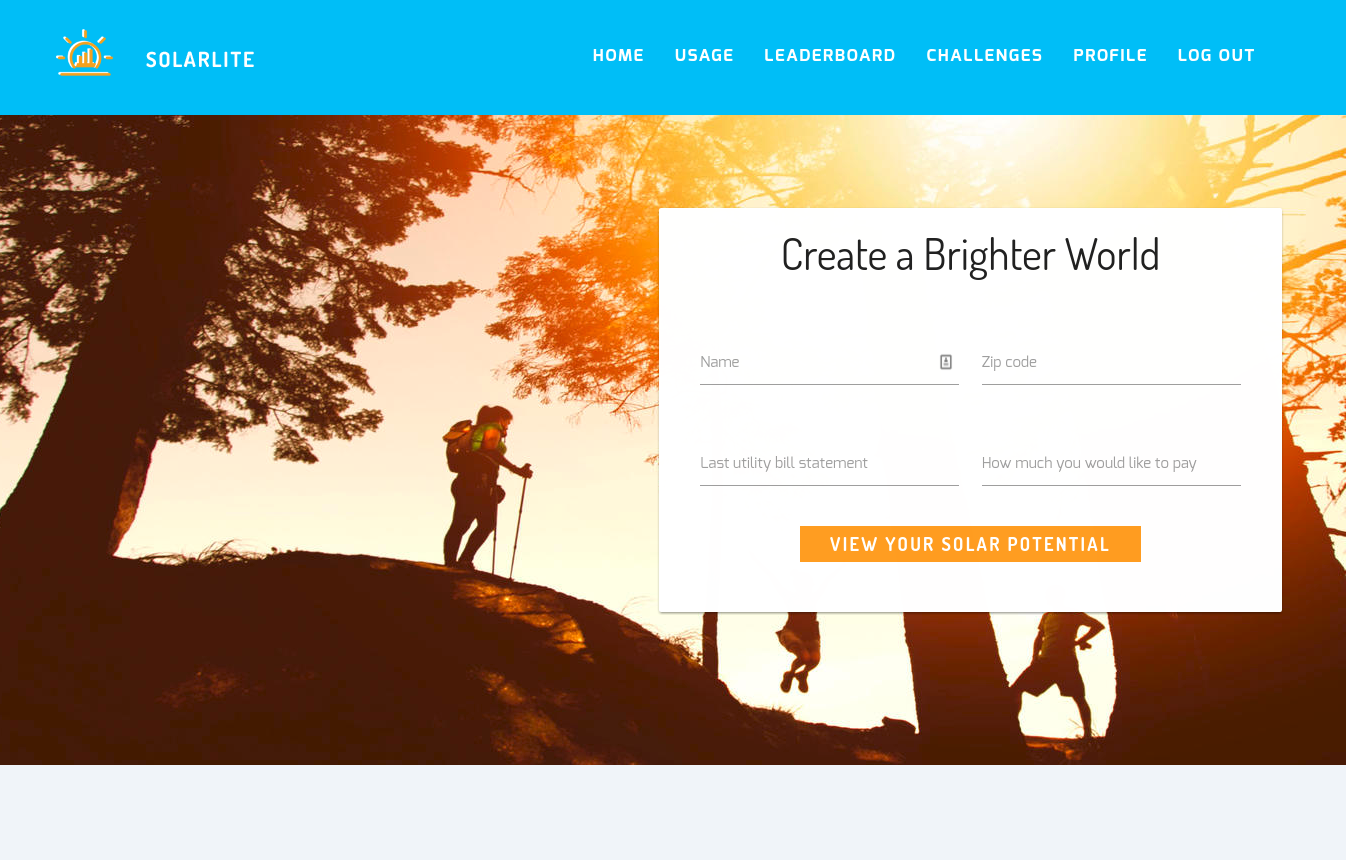 SOLARLITE
HOME USAGE LEADERBOARD CHALLENGES PROFILE LOG OUT
Create a Brighter World
Name Zip code
Last utility bill statement How much you would like to pay
VIEW YOUR SOLAR POTENTIAL